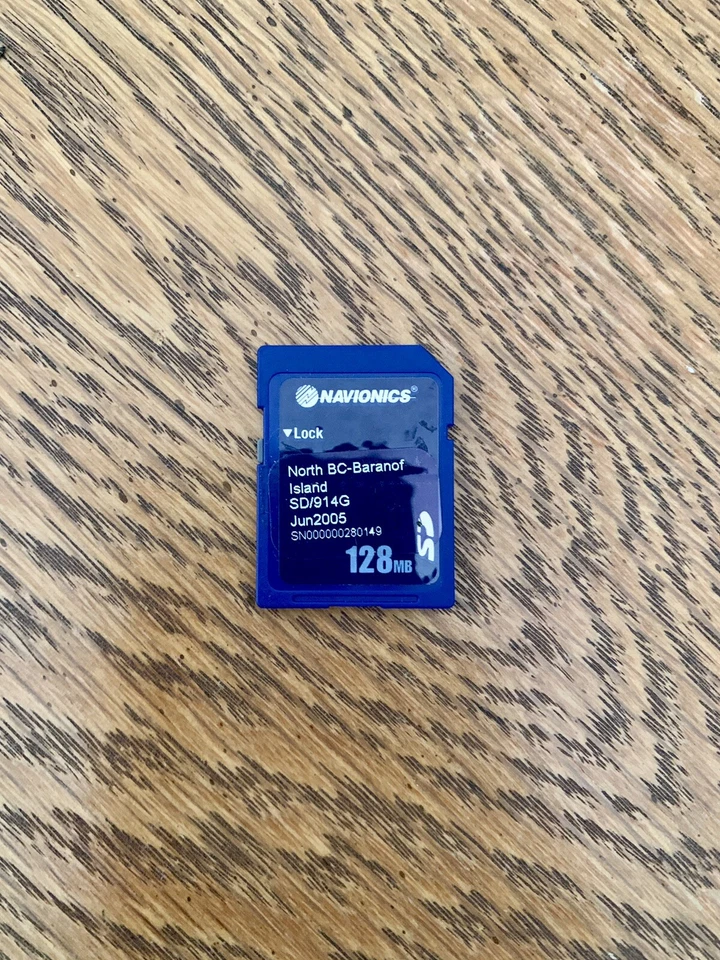 NAVIONICS®
▼Lock
North BC-Baranof
Island
SD/914G
Jun2005
SN000000280149
128MB
SD